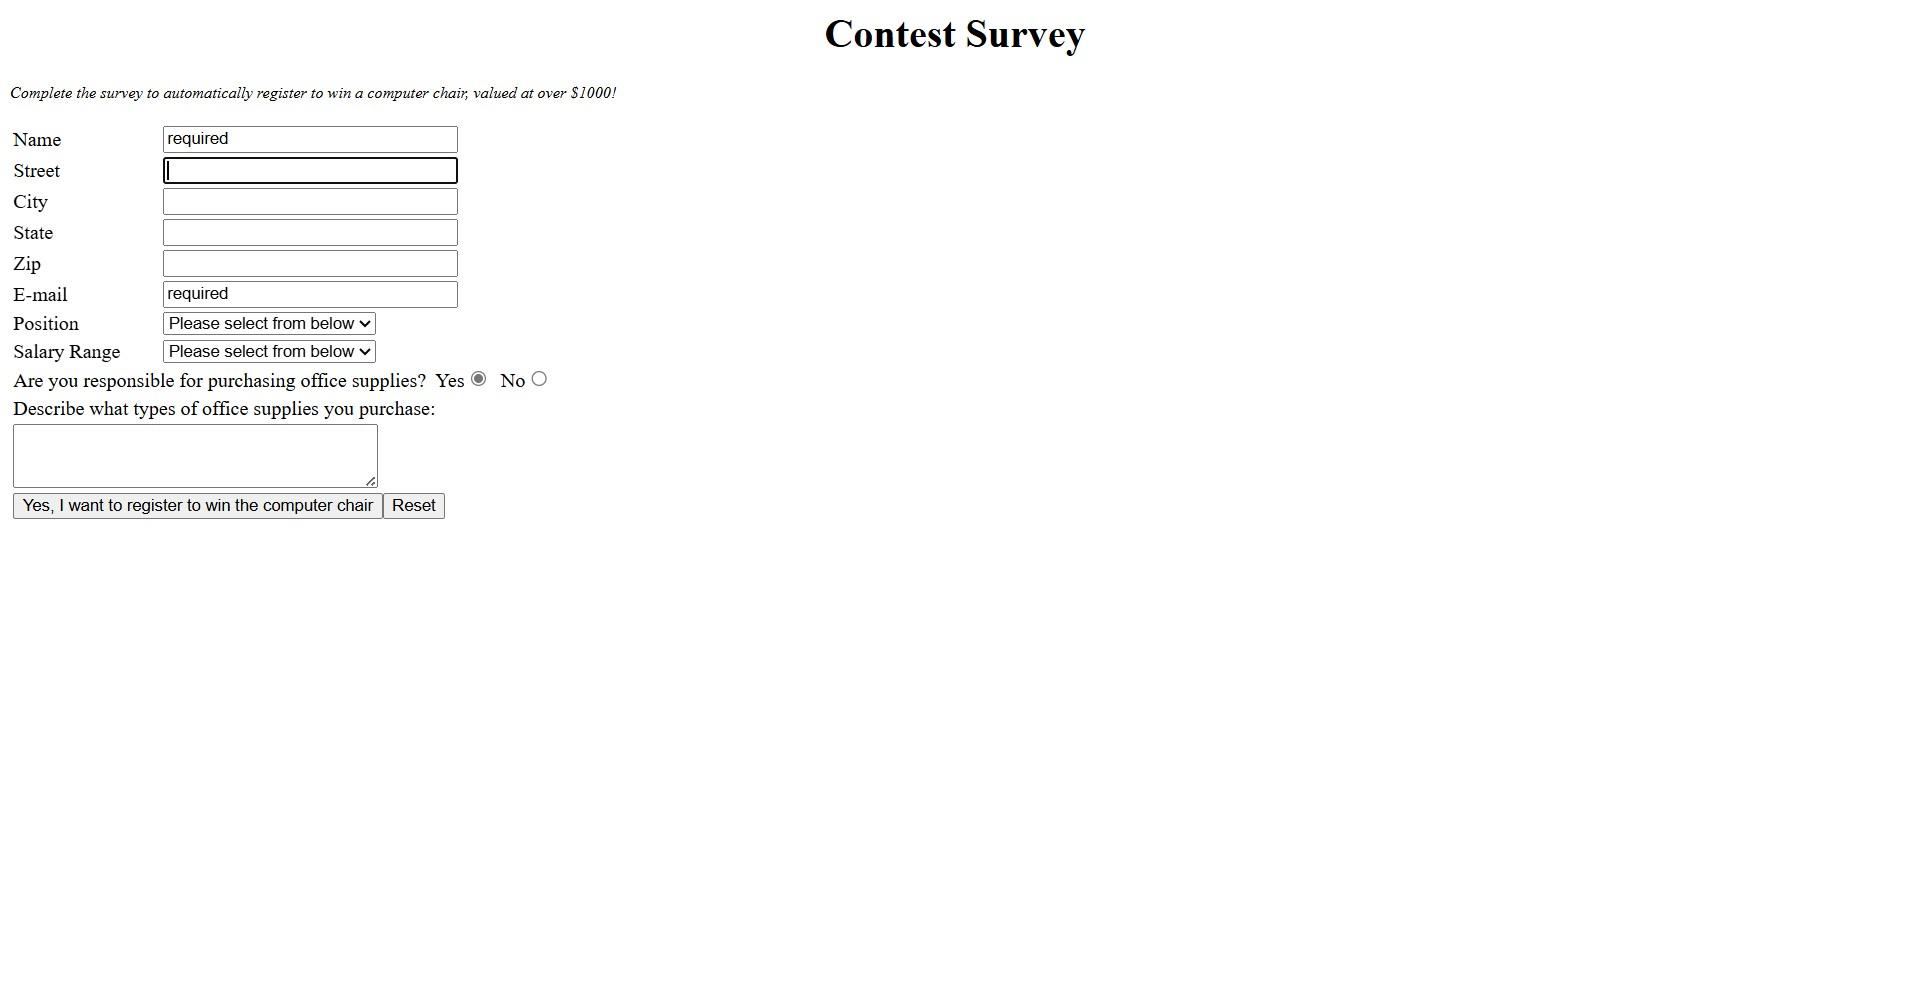 Contest Survey
Complete the survey to automatically register to win a computer chair, valued at over $1000!
Name required
Street
City
State
Zip
E-mail required
Position Please select from below
Salary Range Please select from below
Are you responsible for purchasing office supplies? Yes No
Describe what types of office supplies you purchase:
Yes, I want to register to win the computer chair Reset